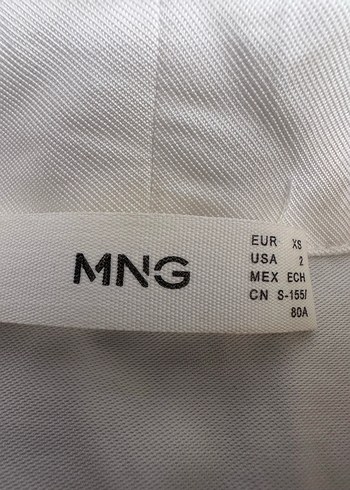 MNG
EUR XS
USA 2
MEX ECH
CN S-155/
80A